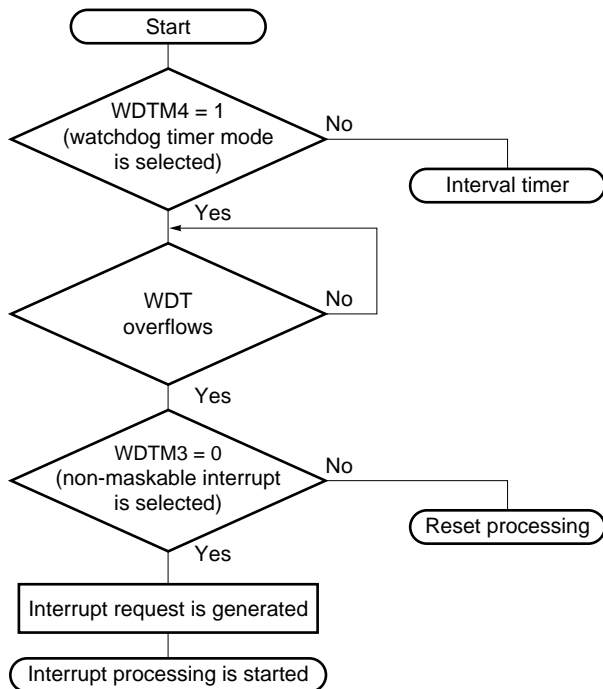 Start
WDTM4 = 1
(watchdog timer mode
is selected)
No
Interval timer
Yes
WDT
overflows
No
Yes
WDTM3 = 0
(non-maskable interrupt
is selected)
No
Reset processing
Yes
Interrupt request is generated
Interrupt processing is started